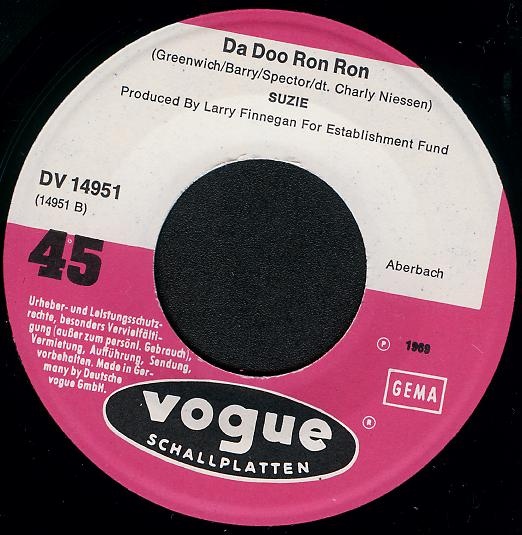 Da Doo Ron Ron
(Greenwich/Barry/Spector/dt. Charly Niessen)
SUZIE
Produced By Larry Finnegan For Establishment Fund
DV 14951
(14951 B)
45
Aberbach
Urheber- und Leistungsschutz-
rechte, besonders Vervielfälti-
gung (außer zum persönl. Gebrauch),
Vermietung, Aufführung, Sendung,
vorbehalten. Made in Ger-
many by Deutsche
vogue GmbH.
Ⓟ 1969
GEMA
®
vogue
SCHALLPLATTEN